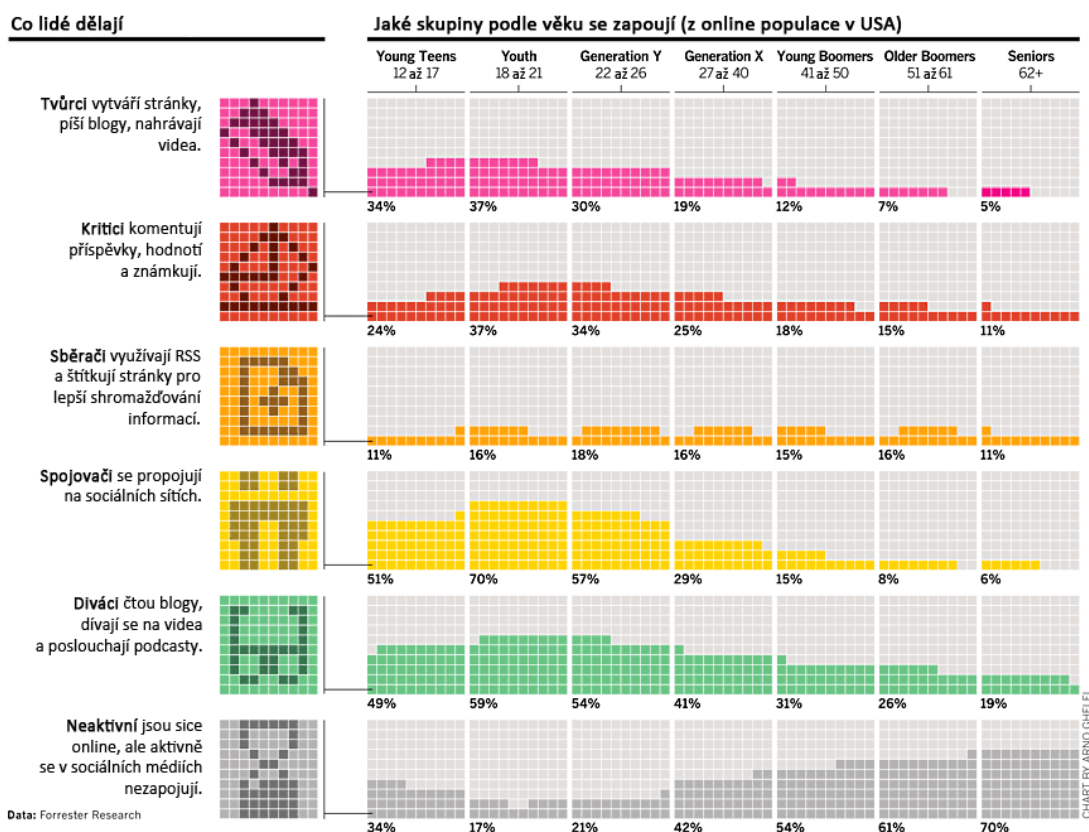 Co lidé dělají
Jaké skupiny podle věku se zapoují (z online populace v USA)
Young Teens
12 až 17
Youth
18 až 21
Generation Y
22 až 26
Generation X
27 až 40
Young Boomers
41 až 50
Older Boomers
51 až 61
Seniors
62+
Tvůrci vytváří stránky,
píší blogy, nahrávají
videa.
34%
37%
30%
19%
12%
7%
5%
Kritici komentují
příspěvky, hodnotí
a známkují.
24%
37%
34%
25%
18%
15%
11%
Sběrači využívají RSS
a štítkují stránky pro
lepší shromažďování
informací.
11%
16%
18%
16%
15%
16%
11%
Spojovači se propojují
na sociálních sítích.
51%
70%
57%
29%
15%
8%
6%
Diváci čtou blogy,
dívají se na videa
a poslouchají podcasty.
49%
59%
54%
41%
31%
26%
19%
Neaktivní jsou sice
online, ale aktivně
se v sociálních médiích
nezapojují.
34%
17%
21%
42%
54%
61%
70%
Data: Forrester Research
CHART BY ARNO GHELFI